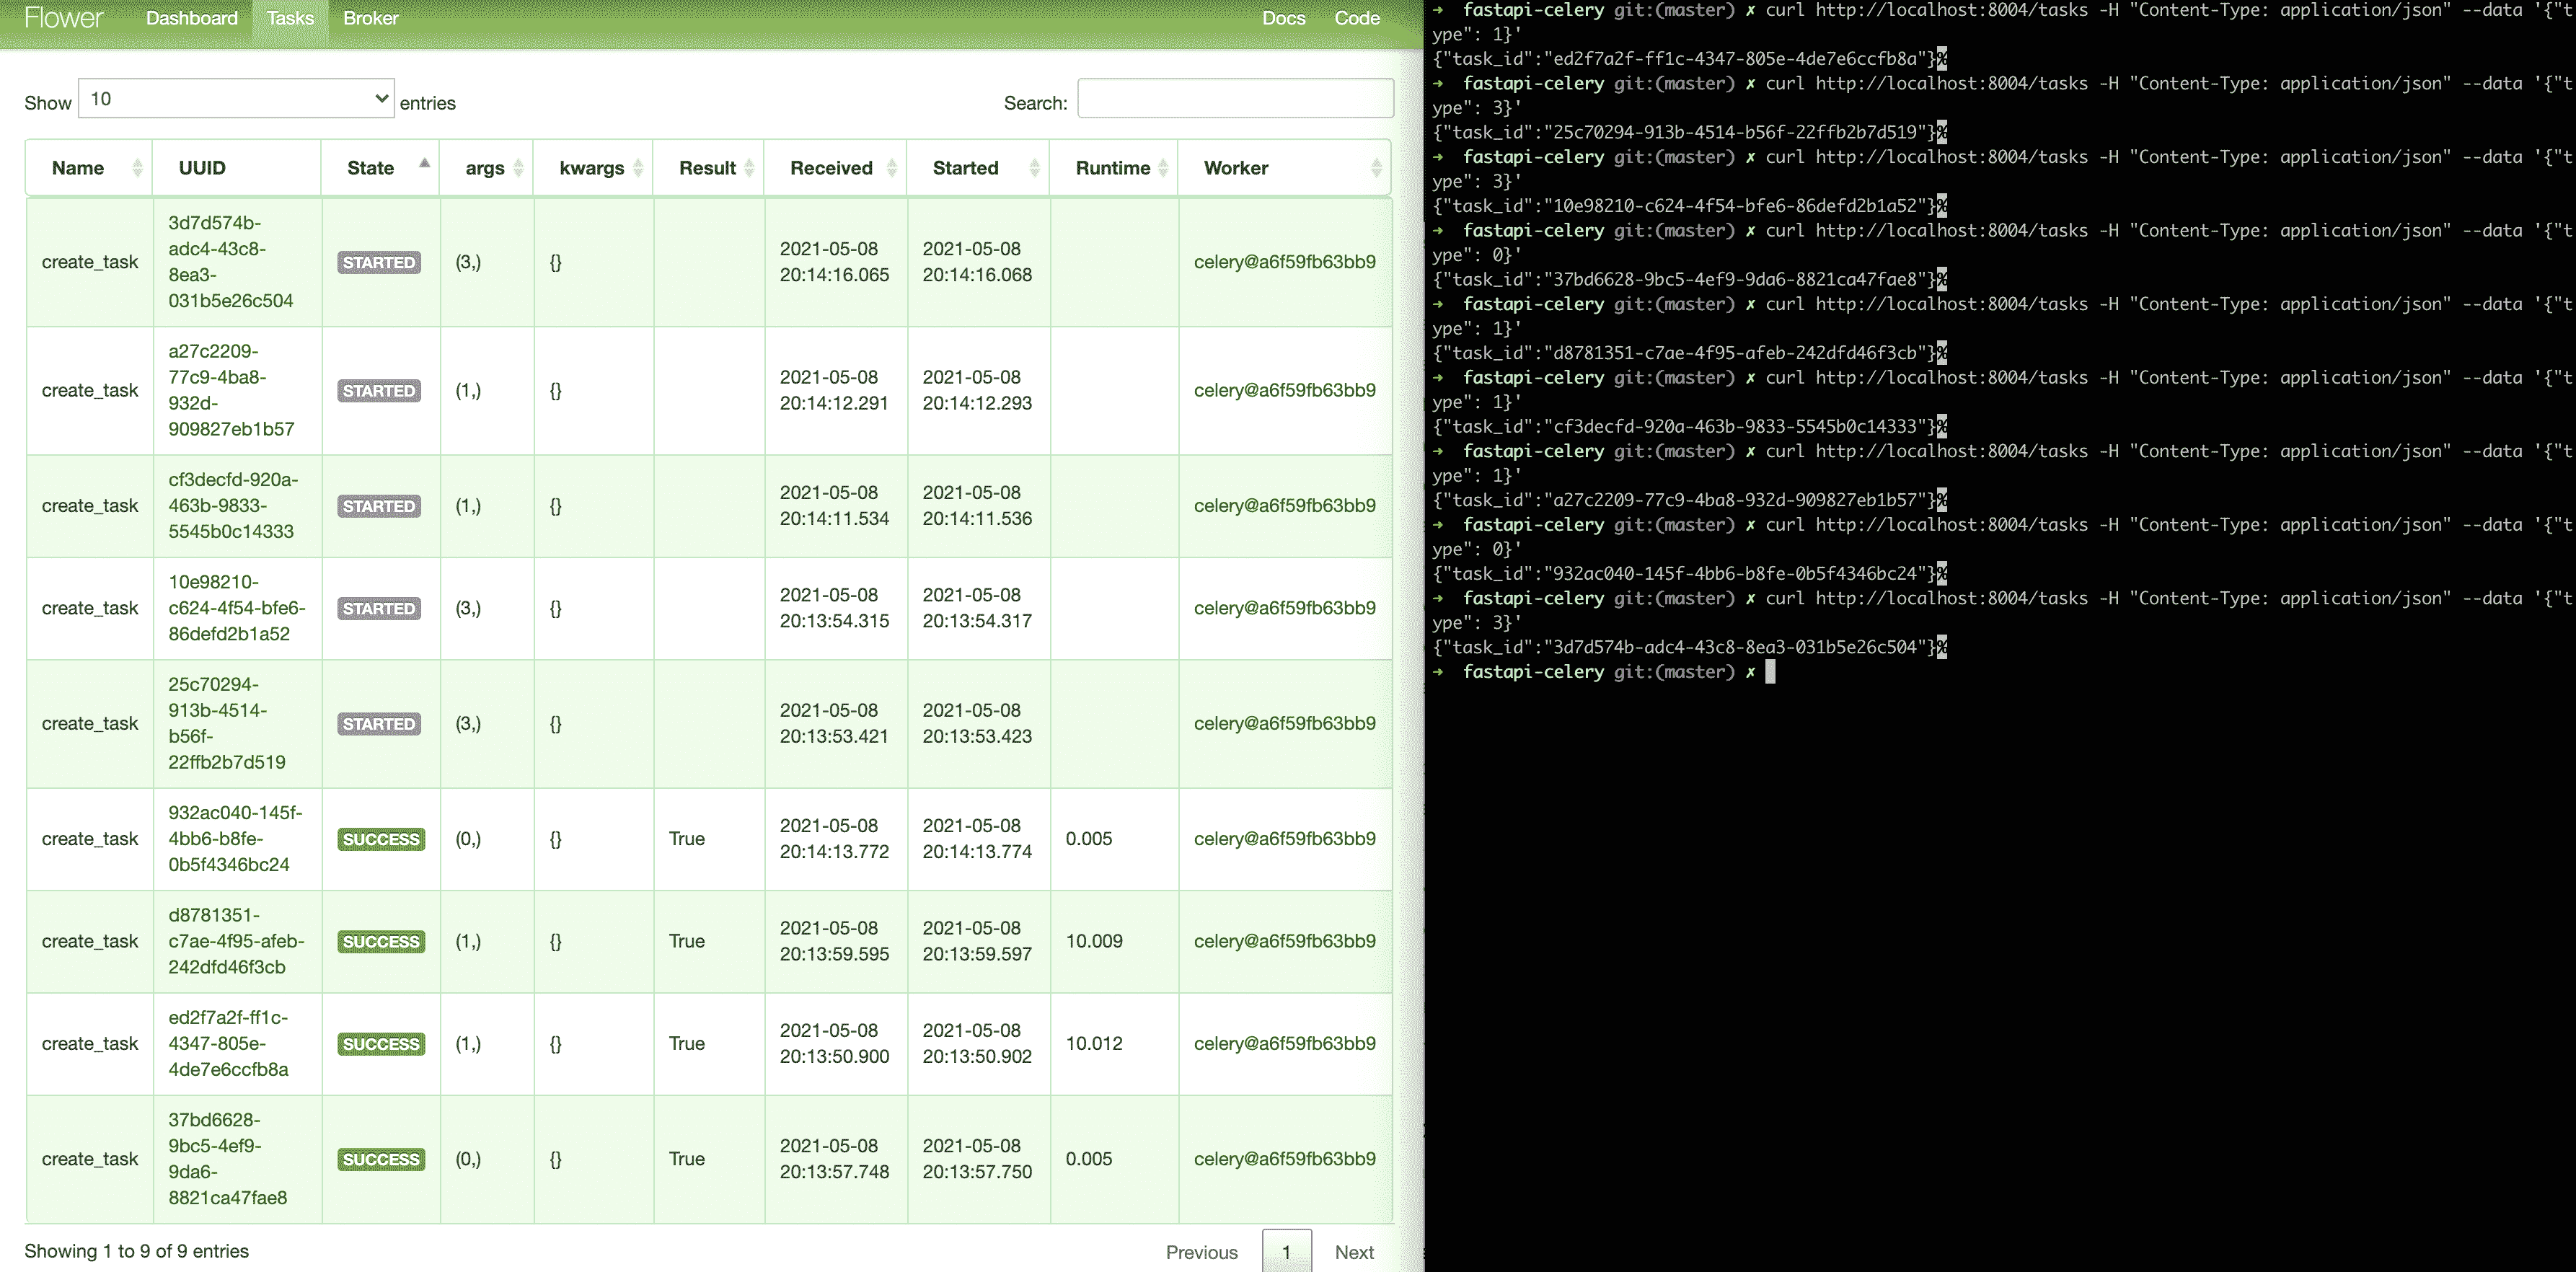 Flower Dashboard Tasks Broker Docs Code
Show 10 entries Search:
Name UUID State args kwargs Result Received Started Runtime Worker
create_task 3d7d574b-adc4-43c8-8ea3-031b5e26c504 STARTED (3,) {} 2021-05-08 20:14:16.065 2021-05-08 20:14:16.068 celery@a6f59fb63bb9
create_task a27c2209-77c9-4ba8-932d-909827eb1b57 STARTED (1,) {} 2021-05-08 20:14:12.291 2021-05-08 20:14:12.293 celery@a6f59fb63bb9
create_task cf3decfd-920a-463b-9833-5545b0c14333 STARTED (1,) {} 2021-05-08 20:14:11.534 2021-05-08 20:14:11.536 celery@a6f59fb63bb9
create_task 10e98210-c624-4f54-bfe6-86defd2b1a52 STARTED (3,) {} 2021-05-08 20:13:54.315 2021-05-08 20:13:54.317 celery@a6f59fb63bb9
create_task 25c70294-913b-4514-b56f-22ffb2b7d519 STARTED (3,) {} 2021-05-08 20:13:53.421 2021-05-08 20:13:53.423 celery@a6f59fb63bb9
create_task 932ac040-145f-4bb6-b8fe-0b5f4346bc24 SUCCESS (0,) {} True 2021-05-08 20:14:13.772 2021-05-08 20:14:13.774 0.005 celery@a6f59fb63bb9
create_task d8781351-c7ae-4f95-afeb-242dfd46f3cb SUCCESS (1,) {} True 2021-05-08 20:13:59.595 2021-05-08 20:13:59.597 10.009 celery@a6f59fb63bb9
create_task ed2f7a2f-ff1c-4347-805e-4de7e6ccfb8a SUCCESS (1,) {} True 2021-05-08 20:13:50.900 2021-05-08 20:13:50.902 10.012 celery@a6f59fb63bb9
create_task 37bd6628-9bc5-4ef9-9da6-8821ca47fae8 SUCCESS (0,) {} True 2021-05-08 20:13:57.748 2021-05-08 20:13:57.750 0.005 celery@a6f59fb63bb9
Showing 1 to 9 of 9 entries Previous 1 Next
➜ fastapi-celery git:(master) ✗ curl http://localhost:8004/tasks -H "Content-Type: application/json" --data '{"t
ype": 1}'
{"task_id":"ed2f7a2f-ff1c-4347-805e-4de7e6ccfb8a"}%
➜ fastapi-celery git:(master) ✗ curl http://localhost:8004/tasks -H "Content-Type: application/json" --data '{"t
ype": 3}'
{"task_id":"25c70294-913b-4514-b56f-22ffb2b7d519"}%
➜ fastapi-celery git:(master) ✗ curl http://localhost:8004/tasks -H "Content-Type: application/json" --data '{"t
ype": 3}'
{"task_id":"10e98210-c624-4f54-bfe6-86defd2b1a52"}%
➜ fastapi-celery git:(master) ✗ curl http://localhost:8004/tasks -H "Content-Type: application/json" --data '{"t
ype": 0}'
{"task_id":"37bd6628-9bc5-4ef9-9da6-8821ca47fae8"}%
➜ fastapi-celery git:(master) ✗ curl http://localhost:8004/tasks -H "Content-Type: application/json" --data '{"t
ype": 1}'
{"task_id":"d8781351-c7ae-4f95-afeb-242dfd46f3cb"}%
➜ fastapi-celery git:(master) ✗ curl http://localhost:8004/tasks -H "Content-Type: application/json" --data '{"t
ype": 1}'
{"task_id":"cf3decfd-920a-463b-9833-5545b0c14333"}%
➜ fastapi-celery git:(master) ✗ curl http://localhost:8004/tasks -H "Content-Type: application/json" --data '{"t
ype": 1}'
{"task_id":"a27c2209-77c9-4ba8-932d-909827eb1b57"}%
➜ fastapi-celery git:(master) ✗ curl http://localhost:8004/tasks -H "Content-Type: application/json" --data '{"t
ype": 0}'
{"task_id":"932ac040-145f-4bb6-b8fe-0b5f4346bc24"}%
➜ fastapi-celery git:(master) ✗ curl http://localhost:8004/tasks -H "Content-Type: application/json" --data '{"t
ype": 3}'
{"task_id":"3d7d574b-adc4-43c8-8ea3-031b5e26c504"}%
➜ fastapi-celery git:(master) ✗